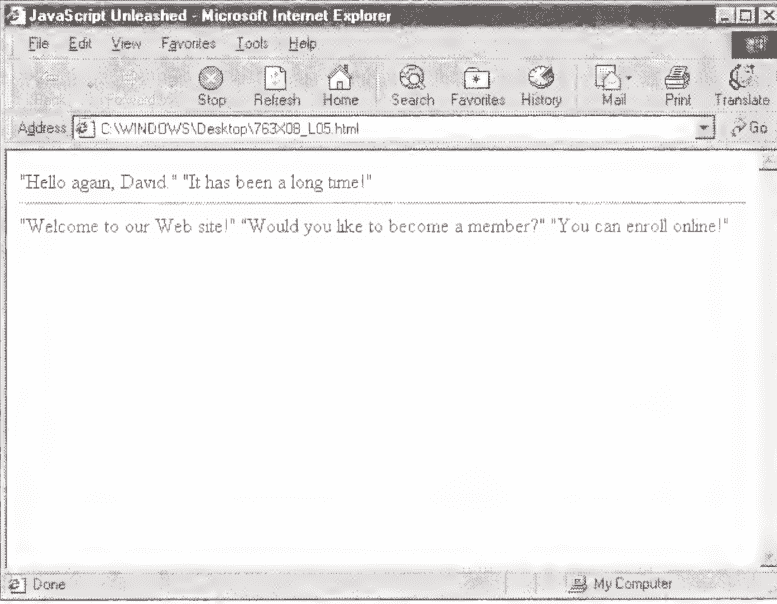 JavaScript Unleashed - Microsoft Internet Explorer
File Edit View Favorites Tools Help
Back Forward Stop Refresh Home Search Favorites History Mail Print Translate
Address C:\WINDOWS\Desktop\763X08_L05.html Go
"Hello again, David." "It has been a long time!"
"Welcome to our Web site!" "Would you like to become a member?" "You can enroll online!"
Done My Computer